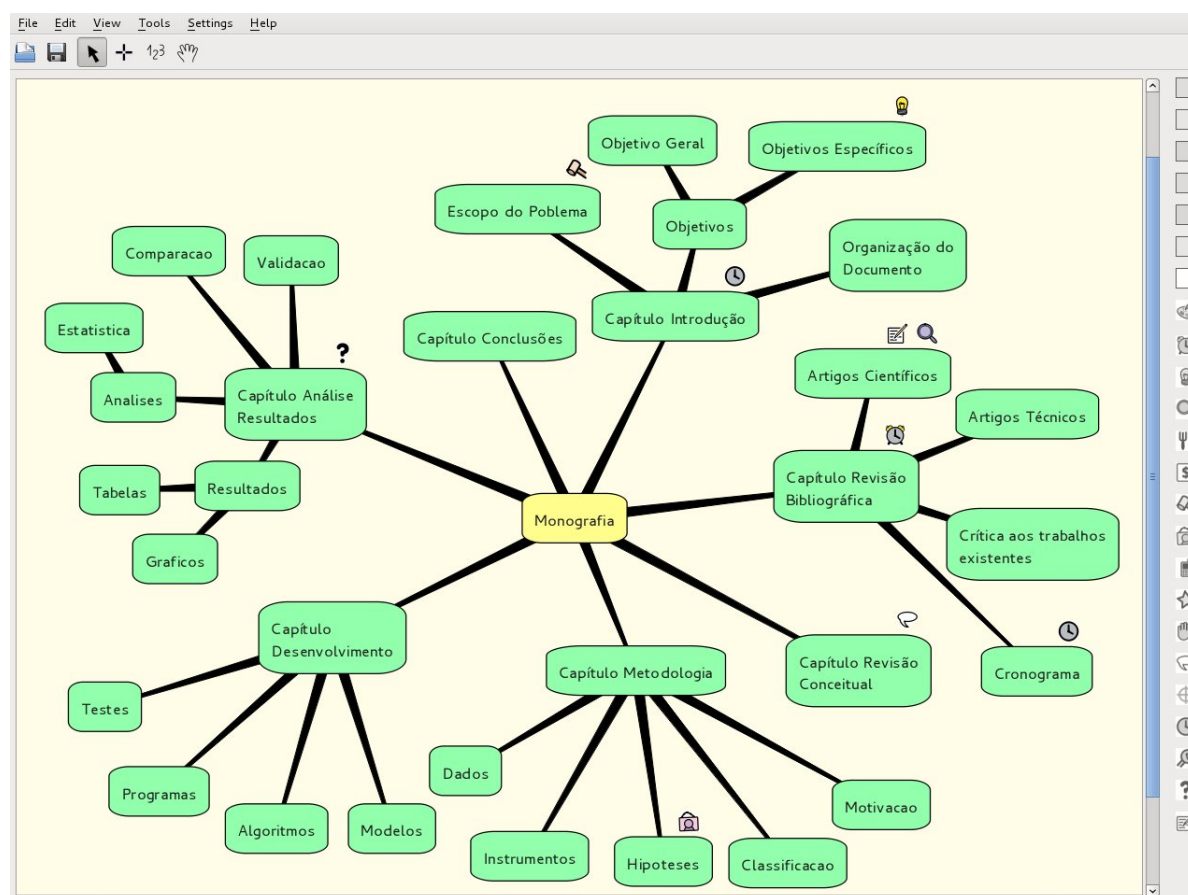 File Edit View Tools Settings Help
123
Objetivo Geral
Objetivos Específicos
Escopo do Poblema
Objetivos
Organização do
Documento
Comparacao
Validacao
Capítulo Introdução
Estatistica
Capítulo Conclusões
Artigos Científicos
?
Analises
Capítulo Análise
Resultados
Artigos Técnicos
Tabelas
Resultados
Capítulo Revisão
Bibliográfica
Monografia
Crítica aos trabalhos
existentes
Graficos
Capítulo
Desenvolvimento
Capítulo Metodologia
Capítulo Revisão
Conceitual
Cronograma
Testes
Dados
Programas
Motivacao
Algoritmos
Modelos
Instrumentos
Hipoteses
Classificacao
$
?